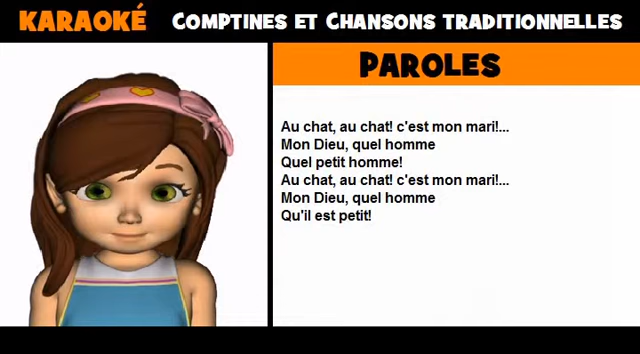 KARAOKÉ COMPTINES ET CHANSONS TRADITIONNELLES
PAROLES
Au chat, au chat! c'est mon mari!...
Mon Dieu, quel homme
Quel petit homme!
Au chat, au chat! c'est mon mari!...
Mon Dieu, quel homme
Qu'il est petit!